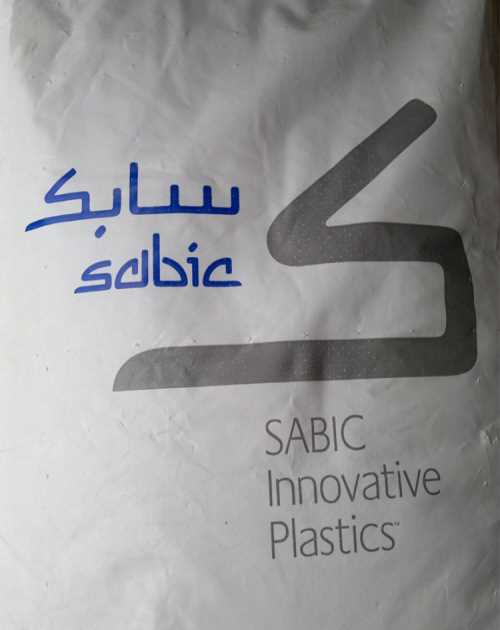 سابك
sabic
SABIC
Innovative
Plastics™